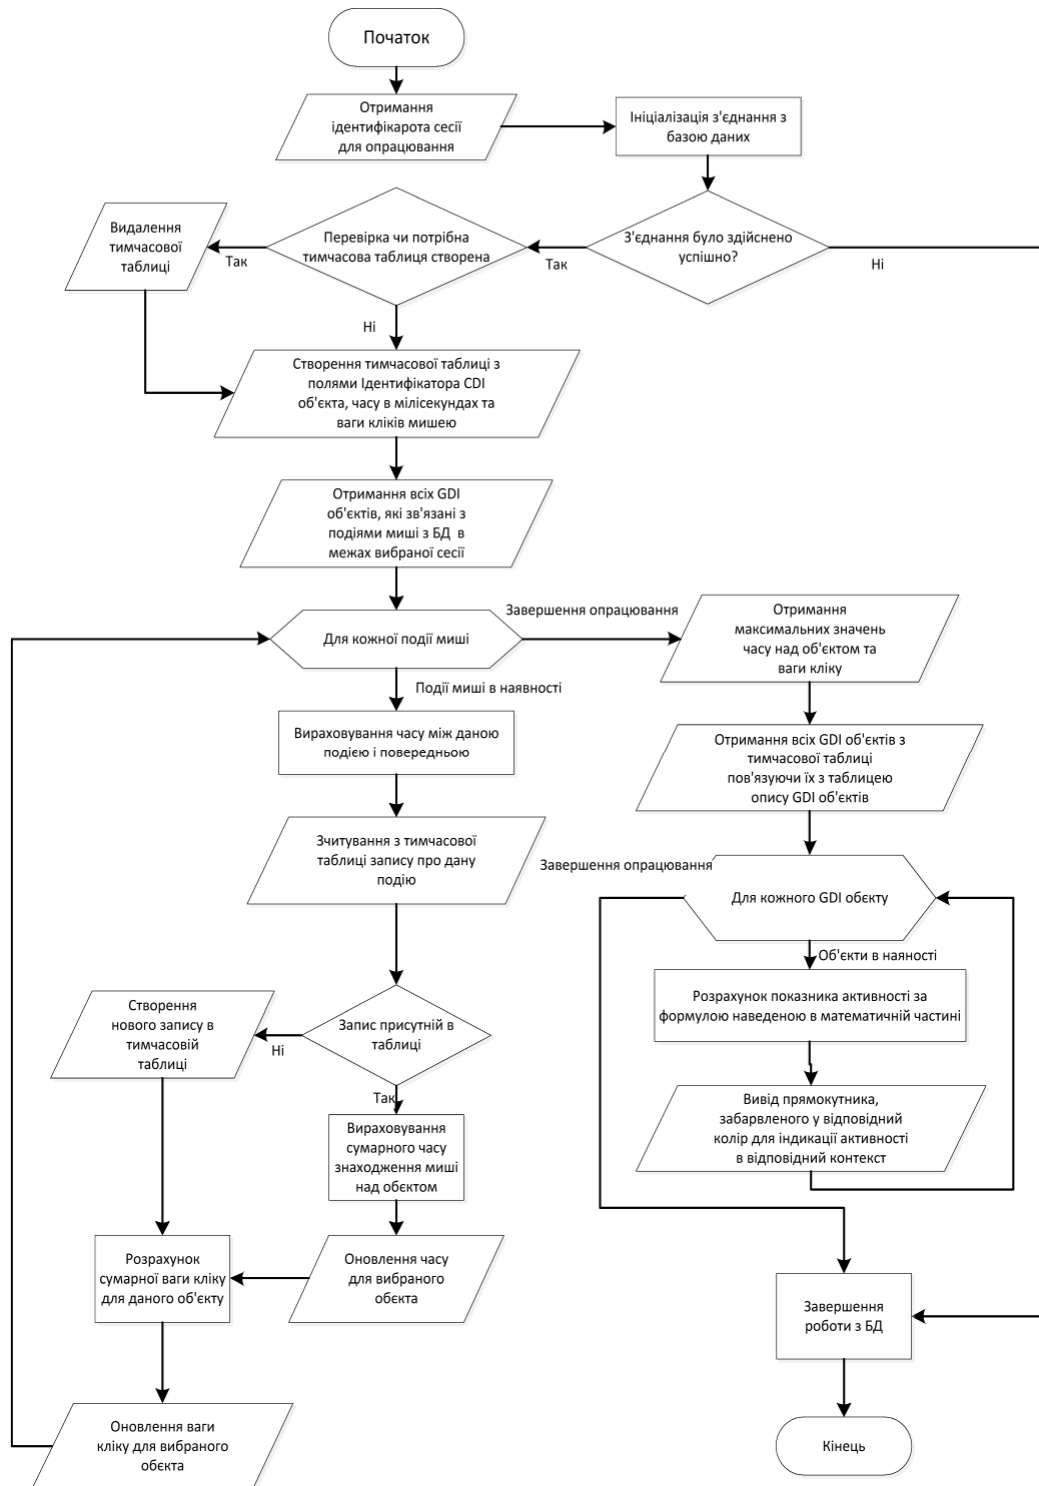 Початок
Отримання
ідентифікарота сесії
для опрацювання
Ініціалізація з'єднання з
базою даних
Видалення
тимчасової
таблиці
Так
Перевірка чи потрібна
тимчасова таблиця створена
Так
З'єднання було здійснено
успішно?
Ні
Ні
Створення тимчасової таблиці з
полями Ідентифікатора CDI
об'єкта, часу в мілісекундах та
ваги кліків мишею
Отримання всіх GDI
об'єктів, які зв'язані з
подіями миші з БД в
межах вибраної сесії
Для кожної події миші
Завершення опрацювання
Отримання
максимальних значень
часу над об'єктом та
ваги кліку
Події миші в наявності
Вираховування часу між даною
подією і повередньою
Отримання всіх GDI об'єктів з
тимчасової таблиці
пов'язуючи їх з таблицею
опису GDI об'єктів
Зчитування з тимчасової
таблиці запису про дану
подію
Завершення опрацювання
Для кожного GDI обєкту
Об'єкти в наяності
Розрахунок показника активності за
формулою наведеною в математичній частині
Створення
нового запису в
тимчасовій
таблиці
Ні
Запис присутній в
таблиці
Так
Вираховування
сумарного часу
знаходження миші
над обєктом
Вивід прямокутника,
забарвленого у відповідний
колір для індикації активності
в відповідний контекст
Розрахунок
сумарної ваги кліку
для даного об'єкту
Оновлення часу
для вибраного
обєкта
Завершення
роботи з БД
Оновлення ваги
кліку для вибраного
обєкта
Кінець